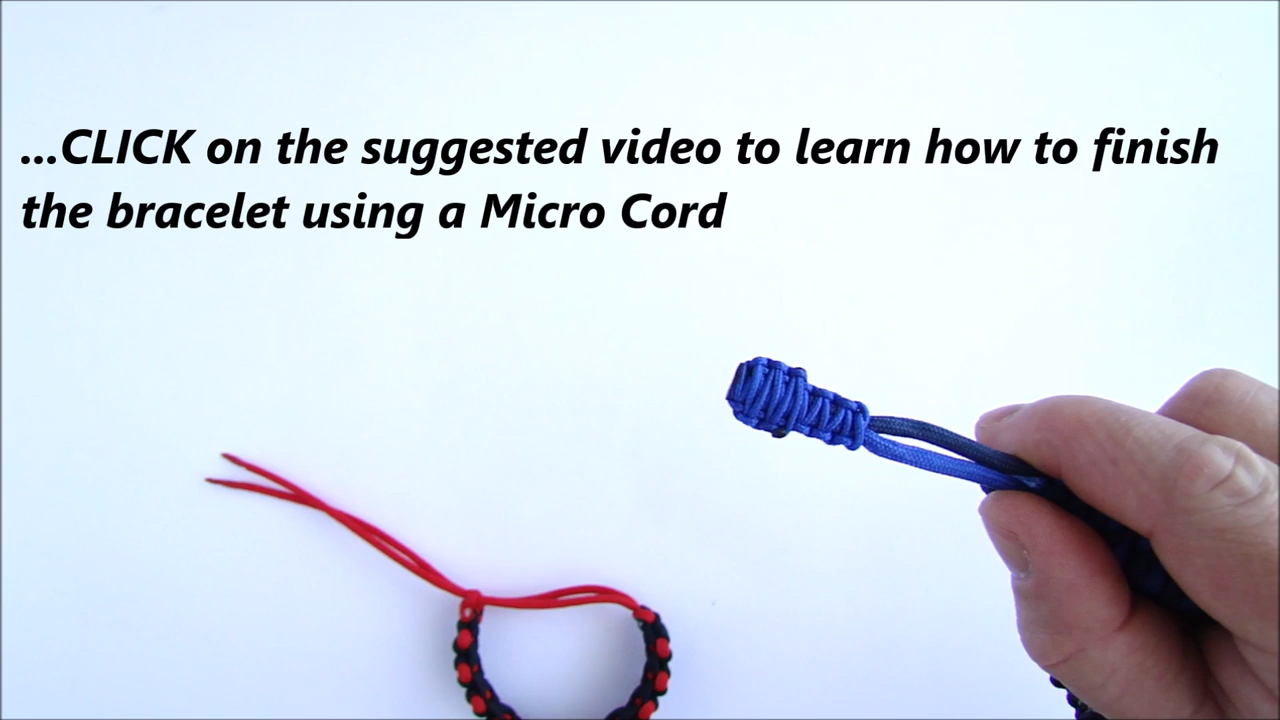 ...CLICK on the suggested video to learn how to finish
the bracelet using a Micro Cord